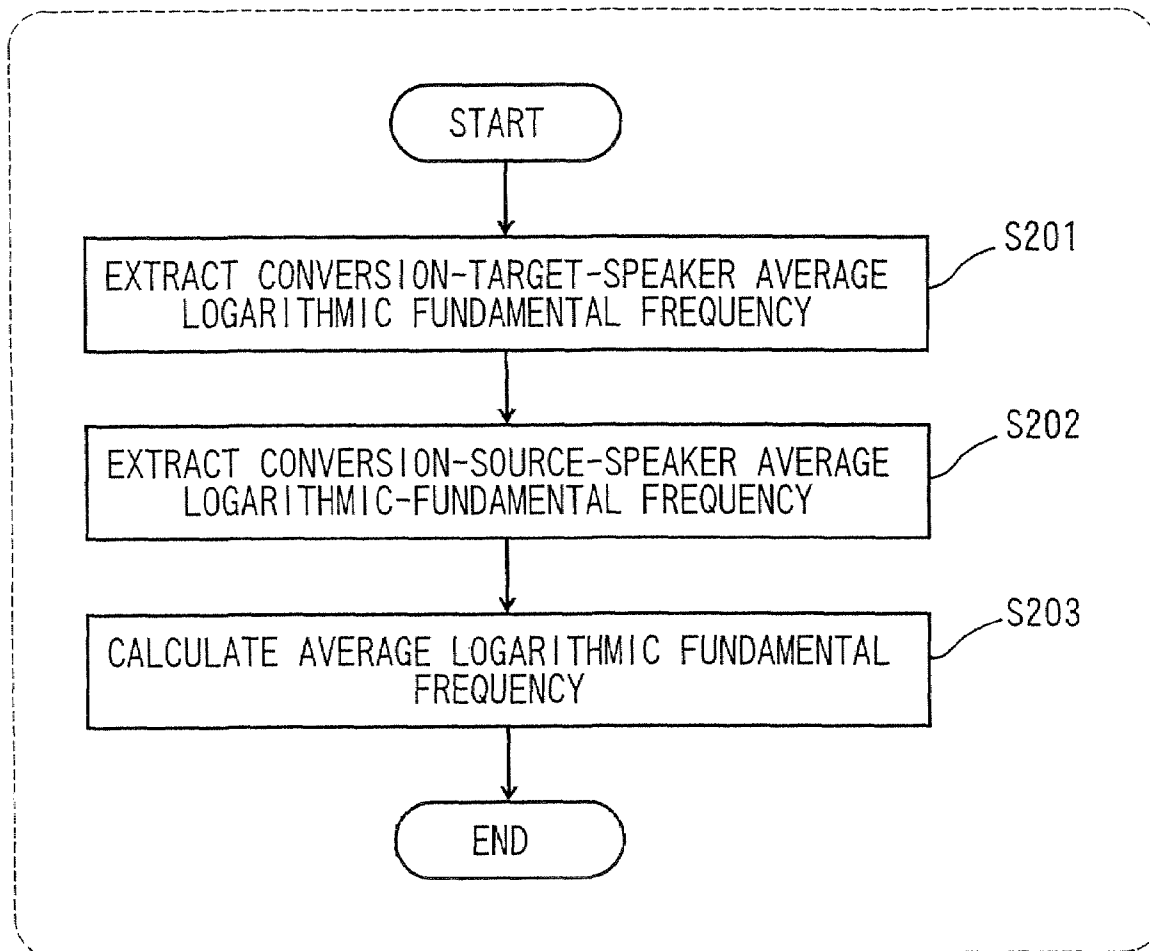 START
S201
EXTRACT CONVERSION-TARGET-SPEAKER AVERAGE
LOGARITHMIC FUNDAMENTAL FREQUENCY
S202
EXTRACT CONVERSION-SOURCE-SPEAKER AVERAGE
LOGARITHMIC-FUNDAMENTAL FREQUENCY
S203
CALCULATE AVERAGE LOGARITHMIC FUNDAMENTAL
FREQUENCY
END